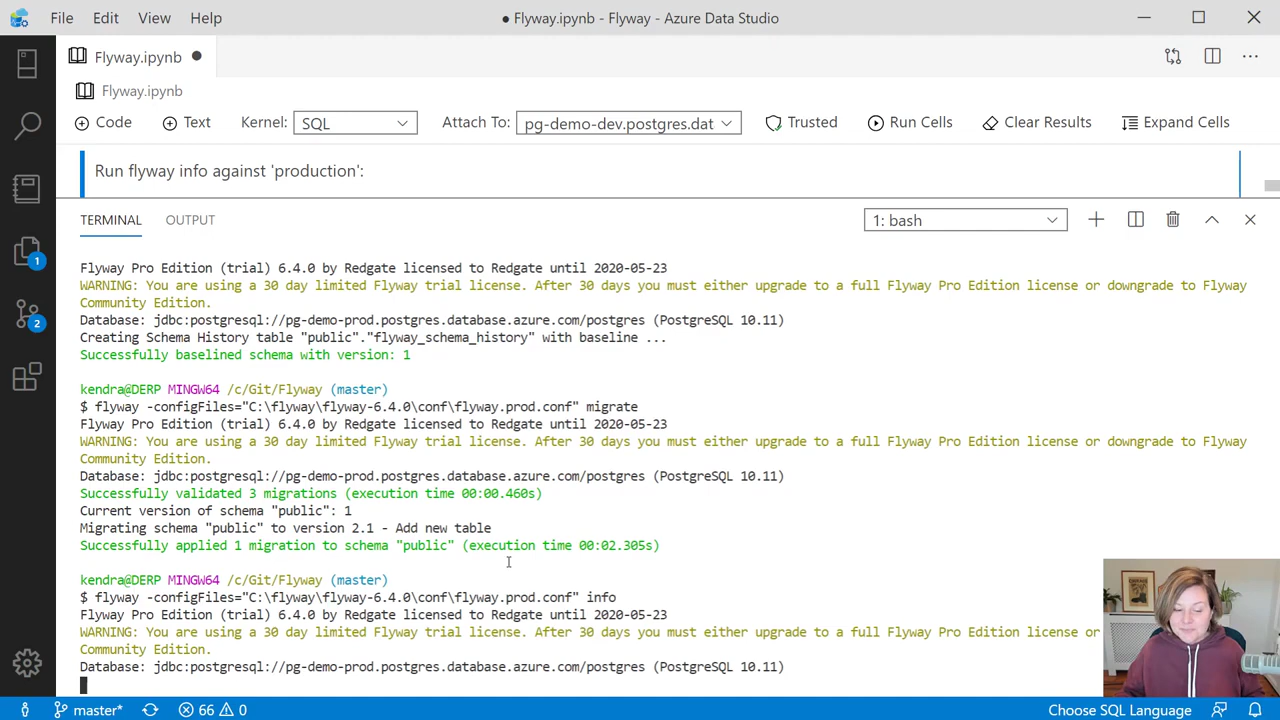 File Edit View Help
● Flyway.ipynb - Flyway - Azure Data Studio
Flyway.ipynb ●
Flyway.ipynb
Code Text Kernel: SQL Attach To: pg-demo-dev.postgres.dat Trusted Run Cells Clear Results Expand Cells
Run flyway info against 'production':
TERMINAL OUTPUT 1: bash
Flyway Pro Edition (trial) 6.4.0 by Redgate licensed to Redgate until 2020-05-23
WARNING: You are using a 30 day limited Flyway trial license. After 30 days you must either upgrade to a full Flyway Pro Edition license or downgrade to Flyway
Community Edition.
Database: jdbc:postgresql://pg-demo-prod.postgres.database.azure.com/postgres (PostgreSQL 10.11)
Creating Schema History table "public"."flyway_schema_history" with baseline ...
Successfully baselined schema with version: 1
kendra@DERP MINGW64 /c/Git/Flyway (master)
$ flyway -configFiles="C:\flyway\flyway-6.4.0\conf\flyway.prod.conf" migrate
Flyway Pro Edition (trial) 6.4.0 by Redgate licensed to Redgate until 2020-05-23
WARNING: You are using a 30 day limited Flyway trial license. After 30 days you must either upgrade to a full Flyway Pro Edition license or downgrade to Flyway
Community Edition.
Database: jdbc:postgresql://pg-demo-prod.postgres.database.azure.com/postgres (PostgreSQL 10.11)
Successfully validated 3 migrations (execution time 00:00.460s)
Current version of schema "public": 1
Migrating schema "public" to version 2.1 - Add new table
Successfully applied 1 migration to schema "public" (execution time 00:02.305s)
kendra@DERP MINGW64 /c/Git/Flyway (master)
$ flyway -configFiles="C:\flyway\flyway-6.4.0\conf\flyway.prod.conf" info
Flyway Pro Edition (trial) 6.4.0 by Redgate licensed to Redgate until 2020-05-23
WARNING: You are using a 30 day limited Flyway trial license. After 30 days you must either upgrade to a full Flyway Pro Edition license or
Community Edition.
Database: jdbc:postgresql://pg-demo-prod.postgres.database.azure.com/postgres (PostgreSQL 10.11)
1
2
master* 66 0 Choose SQL Language